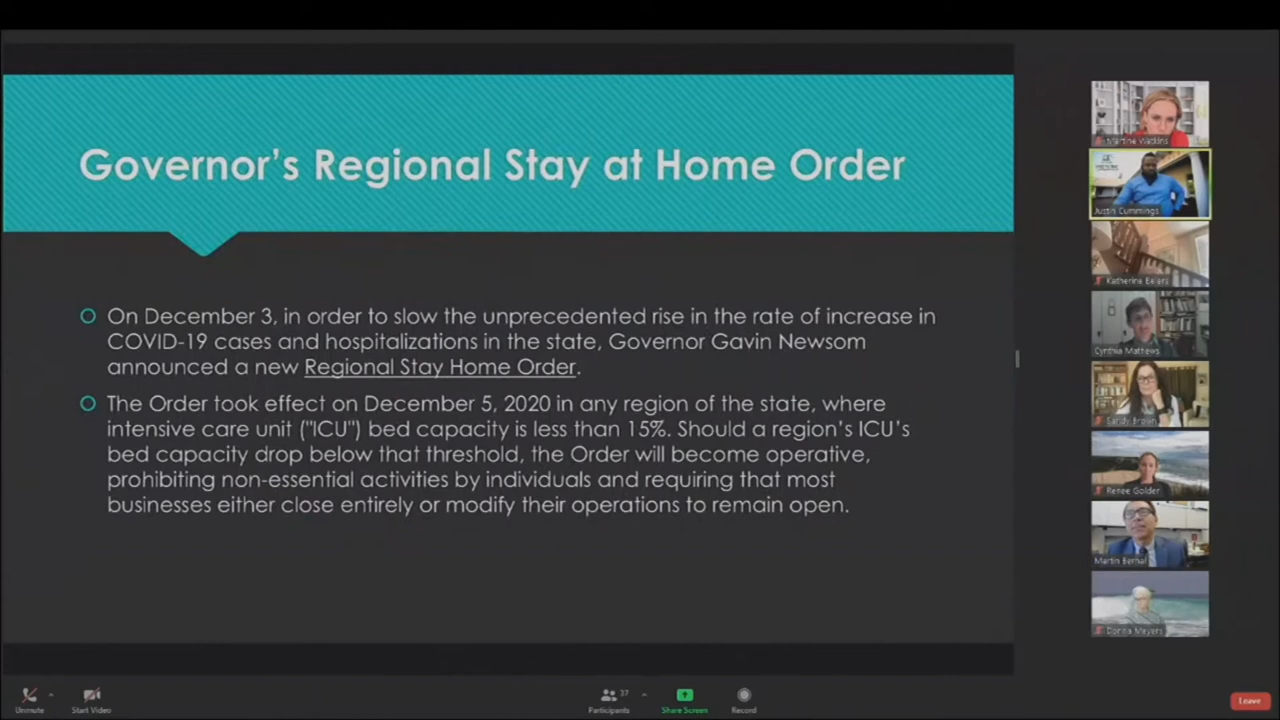 Governor's Regional Stay at Home Order
On December 3, in order to slow the unprecedented rise in the rate of increase in
COVID-19 cases and hospitalizations in the state, Governor Gavin Newsom
announced a new Regional Stay Home Order.
The Order took effect on December 5, 2020 in any region of the state, where
intensive care unit ("ICU") bed capacity is less than 15%. Should a region's ICU's
bed capacity drop below that threshold, the Order will become operative,
prohibiting non-essential activities by individuals and requiring that most
businesses either close entirely or modify their operations to remain open.
Martine Watkins
Justin Cummings
Katherine Beiers
Cynthia Mathews
Sandy Brown
Renee Golder
Martin Bernal
Donna Meyers
Unmute
Start Video
37
Participants
Share Screen
Record
Leave